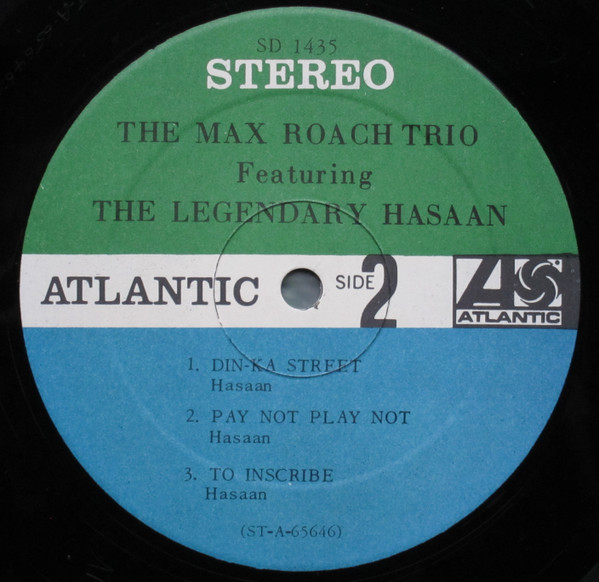 SD 1435
STEREO
THE MAX ROACH TRIO
Featuring
THE LEGENDARY HASAAN
ATLANTIC SIDE 2 A ATLANTIC
1. DIN-KA STREET
Hasaan
2. PAY NOT PLAY NOT
Hasaan
3. TO INSCRIBE
Hasaan
(ST-A-65646)